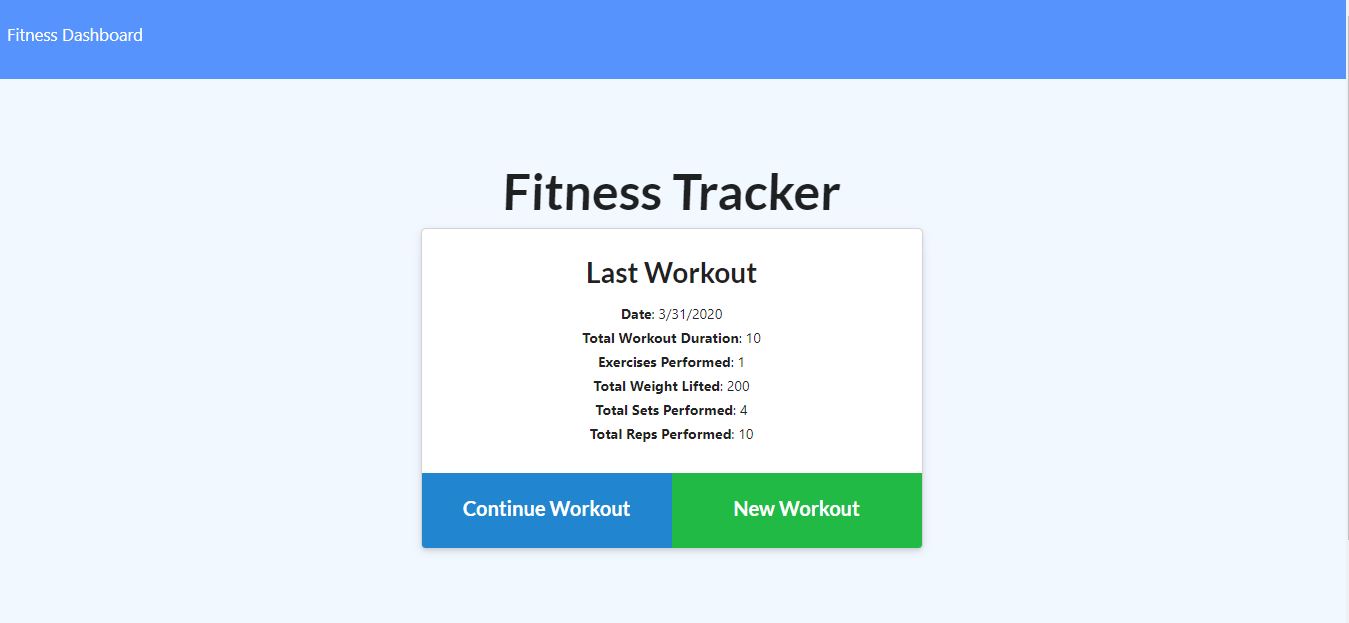 Fitness Dashboard
Fitness Tracker
Last Workout
Date: 3/31/2020
Total Workout Duration: 10
Exercises Performed: 1
Total Weight Lifted: 200
Total Sets Performed: 4
Total Reps Performed: 10
Continue Workout
New Workout